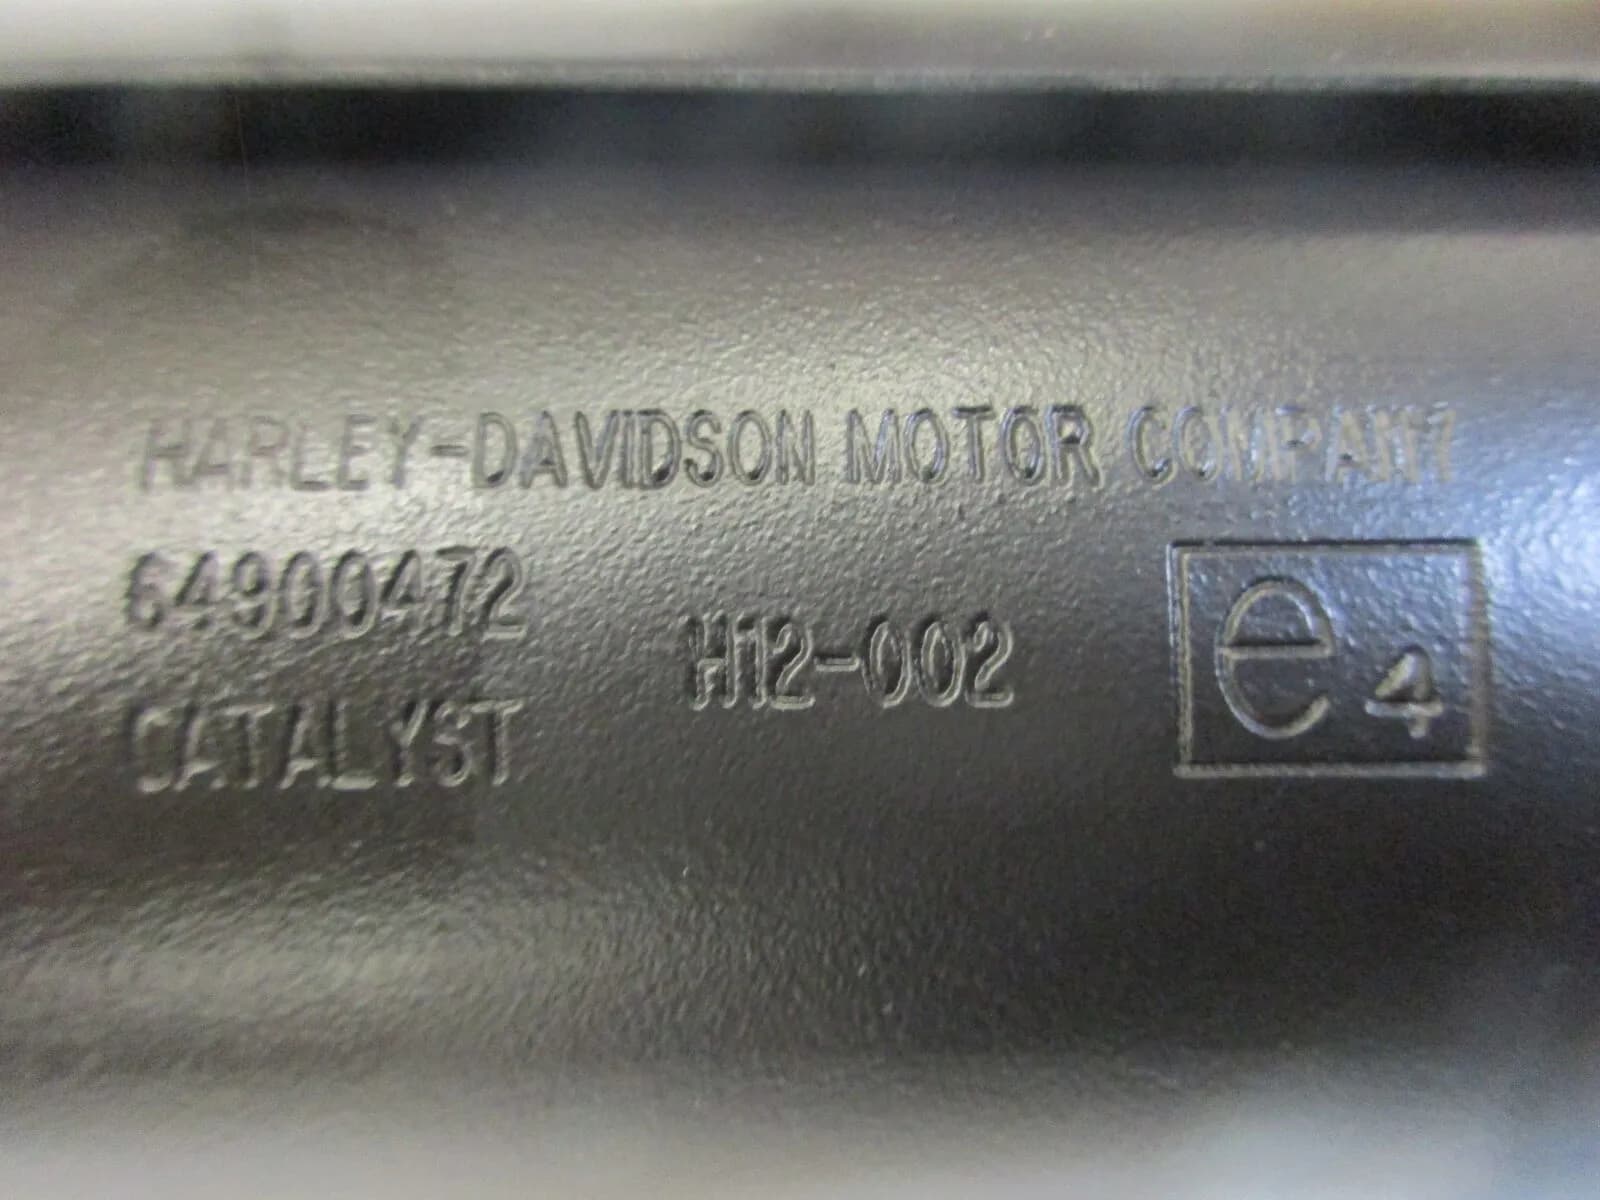 HARLEY-DAVIDSON MOTOR COMPANY
64900472
H12-002
CATALYST
e4